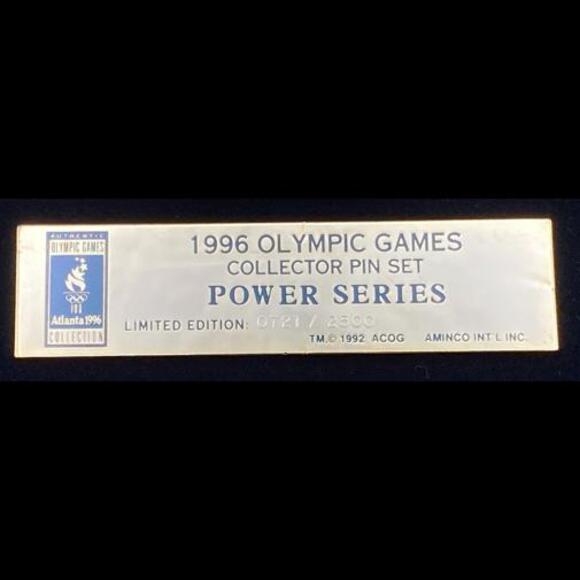 AUTHENTIC
OLYMPIC GAMES
100
Atlanta 1996
COLLECTION
1996 OLYMPIC GAMES
COLLECTOR PIN SET
POWER SERIES
LIMITED EDITION: 0721 / 2500
TM,© 1992 ACOG AMINCO INT'L INC.